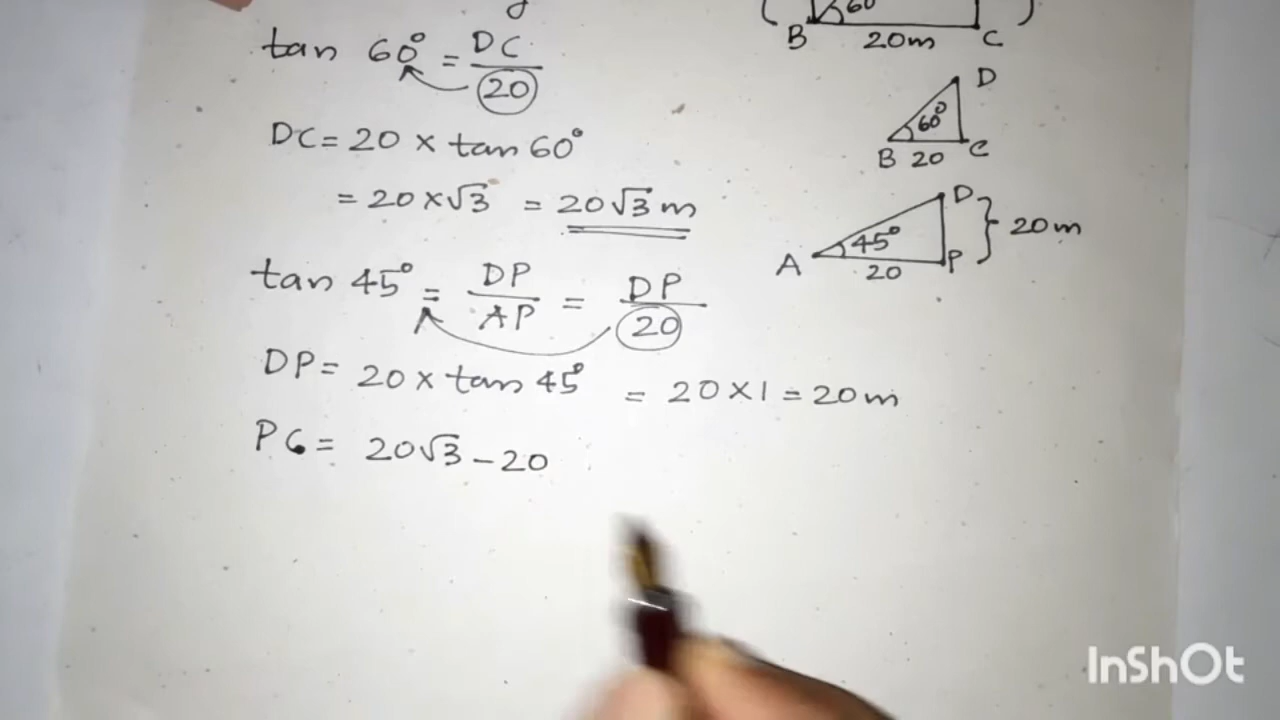 tan 60° = DC / 20
DC = 20 × tan 60°
= 20 × √3 = 20√3 m
tan 45° = DP / AP = DP / 20
DP = 20 × tan 45° = 20 × 1 = 20 m
PC = 20√3 - 20
60
B 20m C
D
60°
B 20 C
D
45° 20m
A 20 P
InShOt